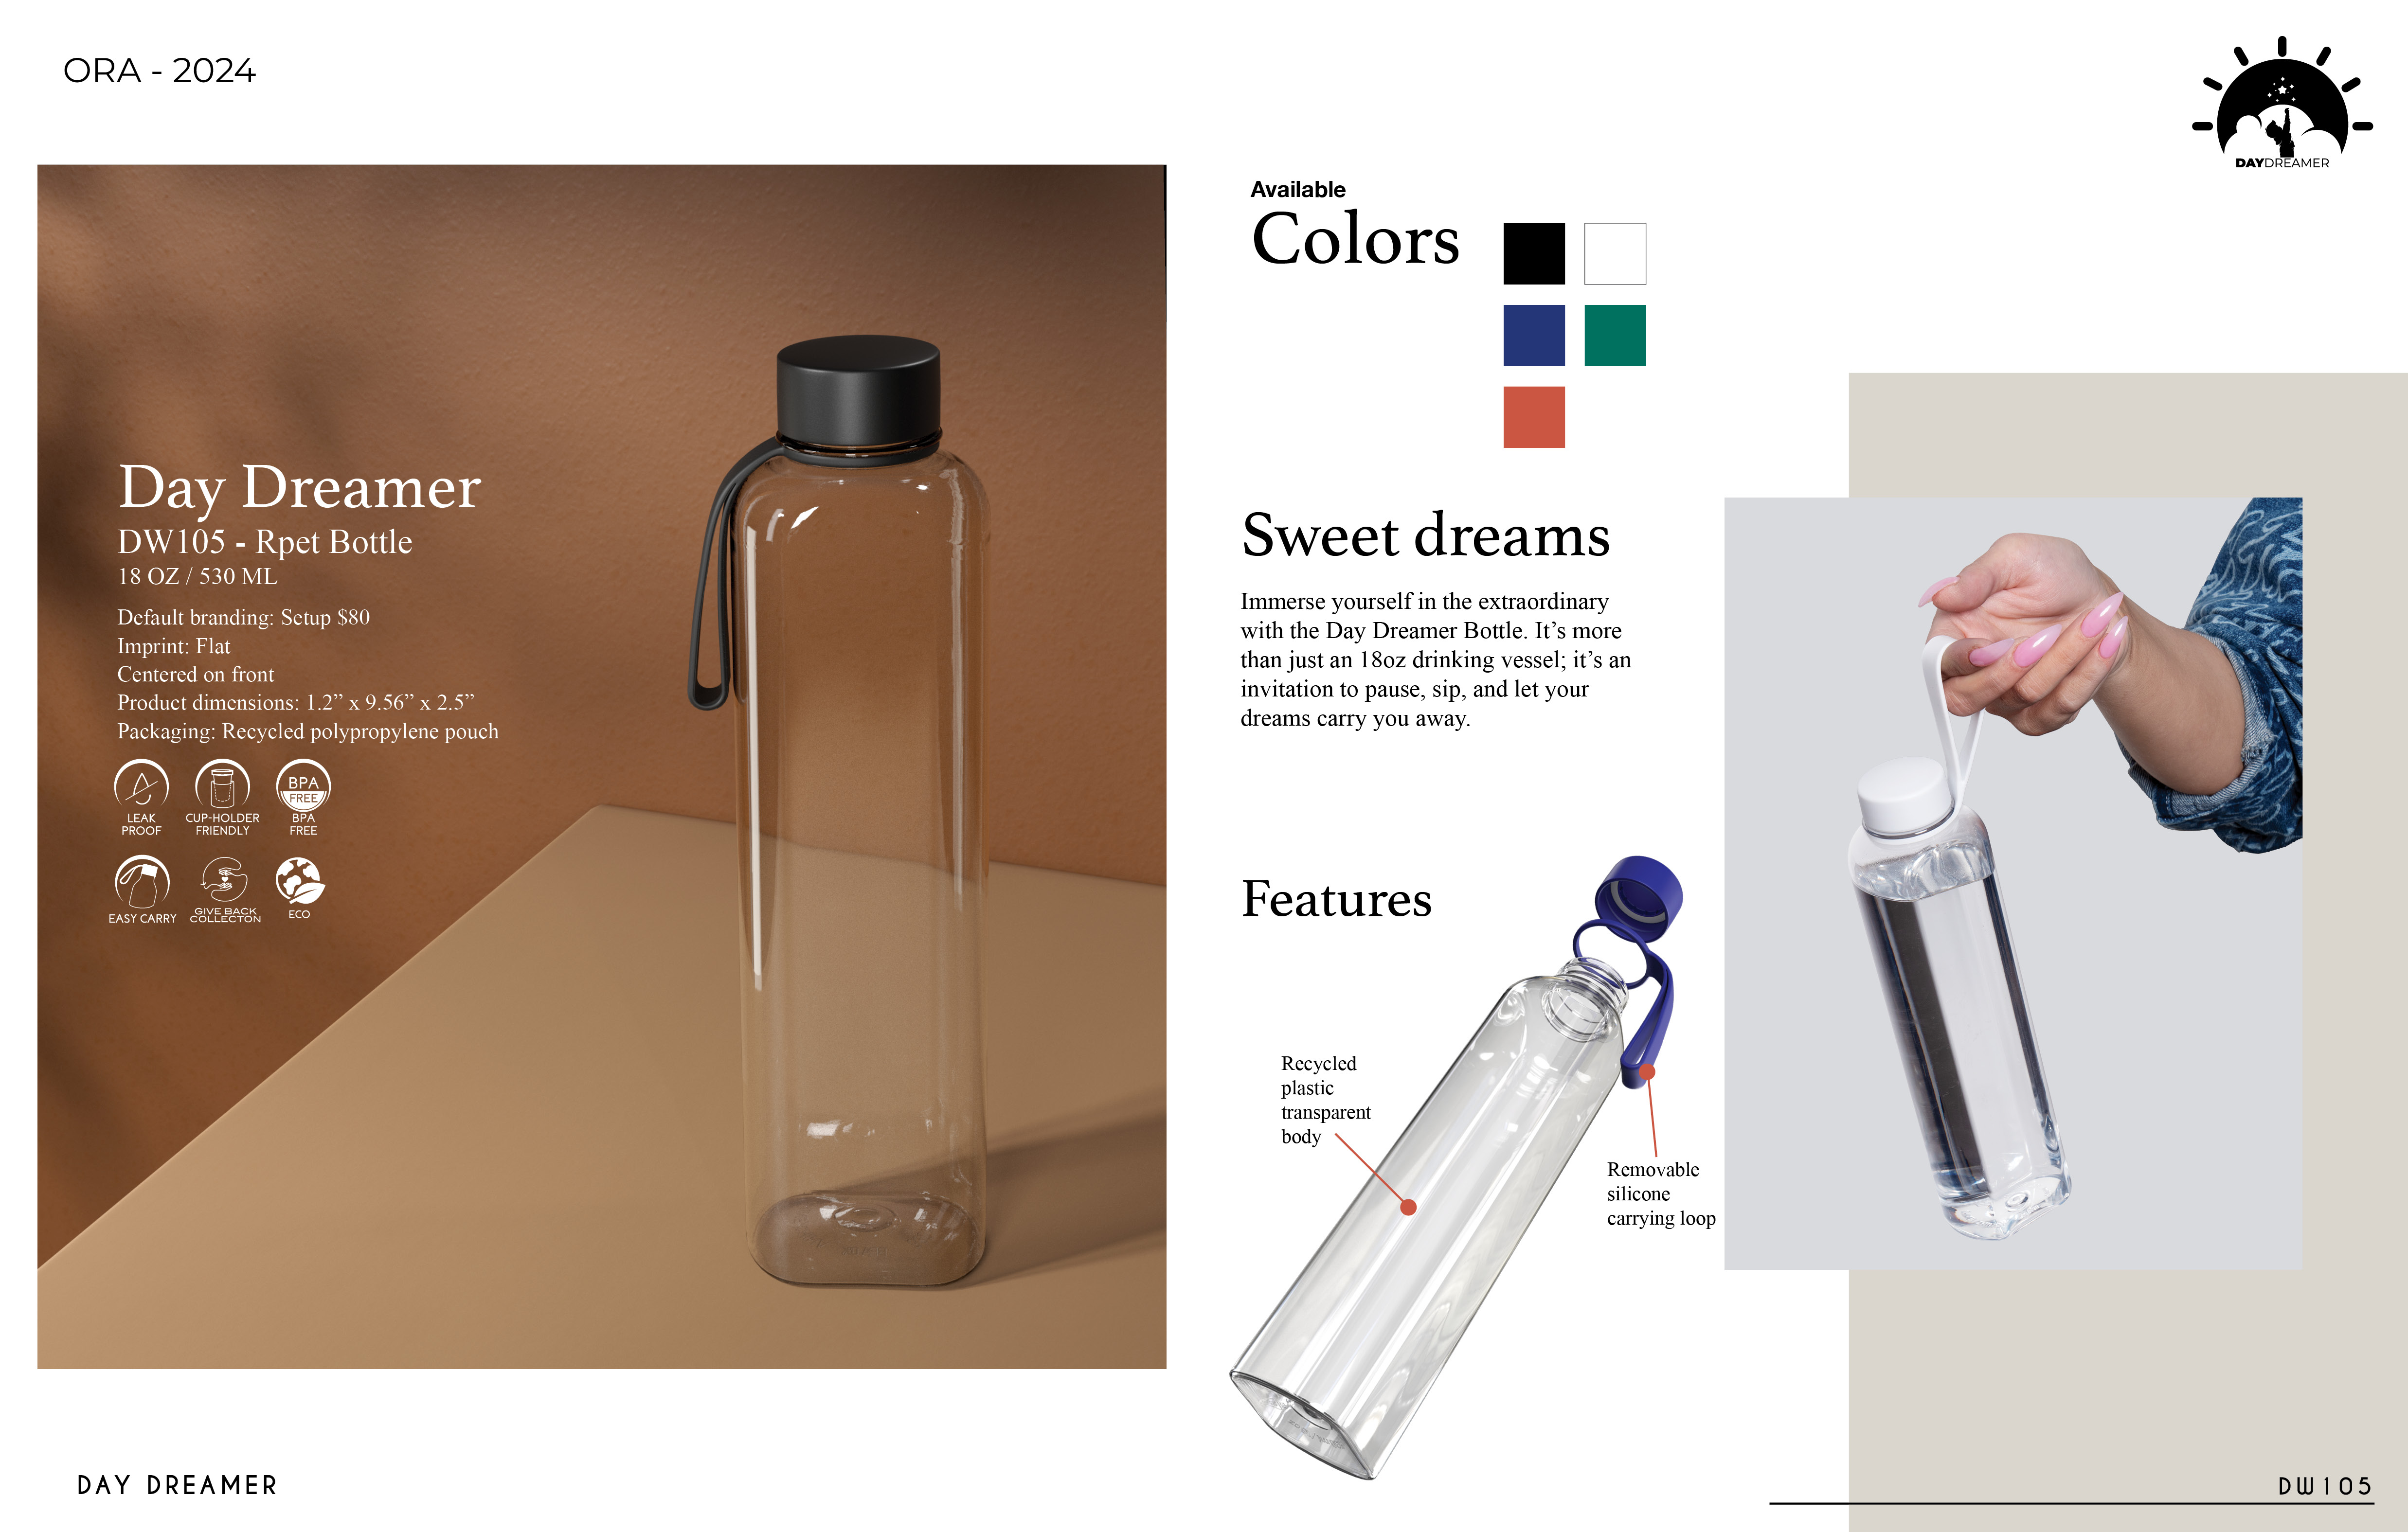 ORA - 2024
DAYDREAMER
Day Dreamer
DW105 - Rpet Bottle
18 OZ / 530 ML
Default branding: Setup $80
Imprint: Flat
Centered on front
Product dimensions: 1.2” x 9.56” x 2.5”
Packaging: Recycled polypropylene pouch
BPA
FREE
LEAK
PROOF
CUP-HOLDER
FRIENDLY
BPA
FREE
EASY CARRY
GIVE BACK
COLLECTON
ECO
Available
Colors
Sweet dreams
Immerse yourself in the extraordinary
with the Day Dreamer Bottle. It’s more
than just an 18oz drinking vessel; it’s an
invitation to pause, sip, and let your
dreams carry you away.
Features
Recycled
plastic
transparent
body
Removable
silicone
carrying loop
DAY DREAMER
DW105